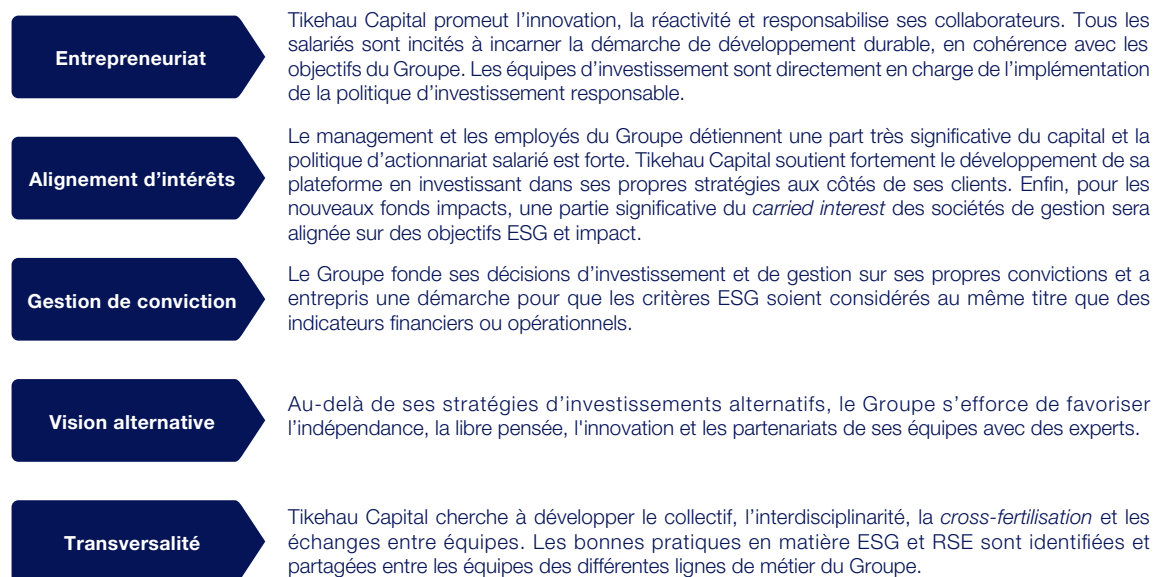 Entrepreneuriat
Tikehau Capital promeut l’innovation, la réactivité et responsabilise ses collaborateurs. Tous les
salariés sont incités à incarner la démarche de développement durable, en cohérence avec les
objectifs du Groupe. Les équipes d’investissement sont directement en charge de l’implémentation
de la politique d’investissement responsable.
Alignement d’intérêts
Le management et les employés du Groupe détiennent une part très significative du capital et la
politique d’actionnariat salarié est forte. Tikehau Capital soutient fortement le développement de sa
plateforme en investissant dans ses propres stratégies aux côtés de ses clients. Enfin, pour les
nouveaux fonds impacts, une partie significative du carried interest des sociétés de gestion sera
alignée sur des objectifs ESG et impact.
Gestion de conviction
Le Groupe fonde ses décisions d’investissement et de gestion sur ses propres convictions et a
entrepris une démarche pour que les critères ESG soient considérés au même titre que des
indicateurs financiers ou opérationnels.
Vision alternative
Au-delà de ses stratégies d’investissements alternatifs, le Groupe s’efforce de favoriser
l’indépendance, la libre pensée, l'innovation et les partenariats de ses équipes avec des experts.
Transversalité
Tikehau Capital cherche à développer le collectif, l’interdisciplinarité, la cross-fertilisation et les
échanges entre équipes. Les bonnes pratiques en matière ESG et RSE sont identifiées et
partagées entre les équipes des différentes lignes de métier du Groupe.